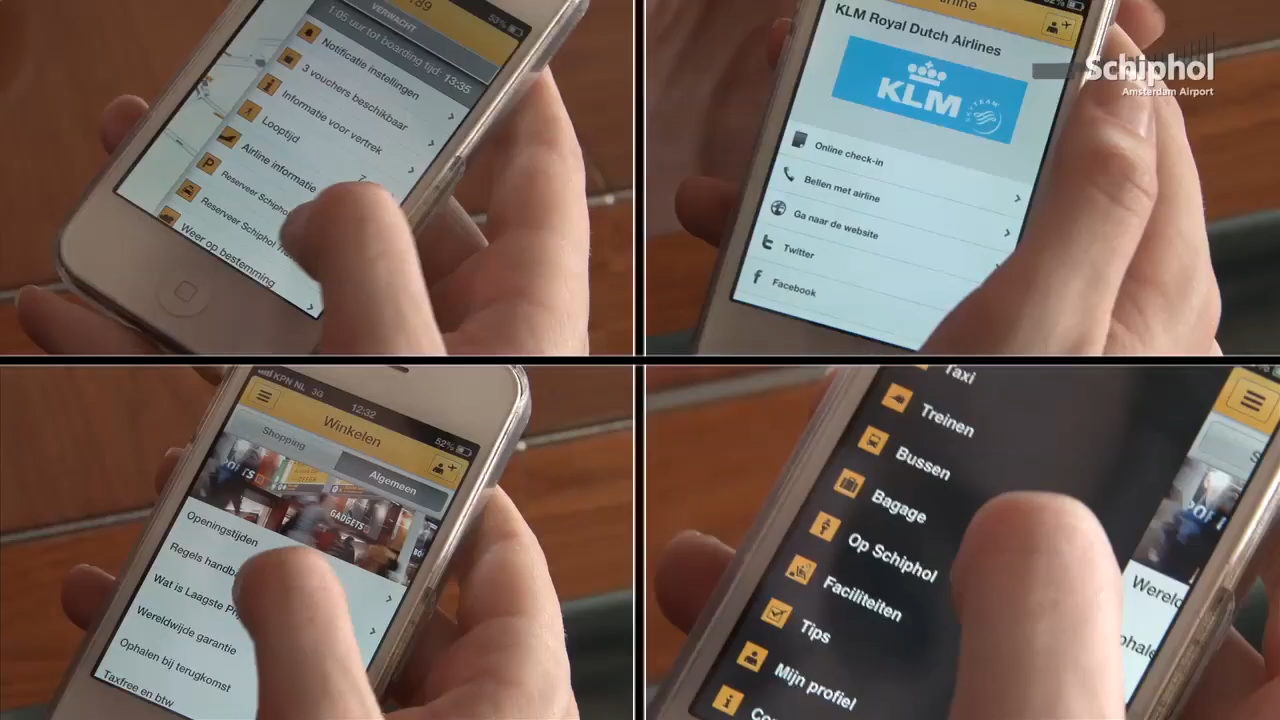 53%
VERWACHT
1:05 uur tot boarding tijd: 13:35
Notificatie instellingen
3 vouchers beschikbaar
Informatie voor vertrek
Looptijd
Airline informatie
Reserveer Schiphol
Reserveer Schiphol
Weer op bestemming
KLM Royal Dutch Airlines
KLM
SKYTEAM
Online check-in
Bellen met airline
Ga naar de website
Twitter
Facebook
Schiphol
Amsterdam Airport
KPN NL 3G
12:32
52%
Winkelen
Shopping
Algemeen
GADGETS
Openingstijden
Regels
Wat is Laagste
Wereldwijde garantie
Ophalen bij terugkomst
Taxfree en btw
Taxi
Treinen
Bussen
Bagage
Op Schiphol
Faciliteiten
Tips
Mijn profiel